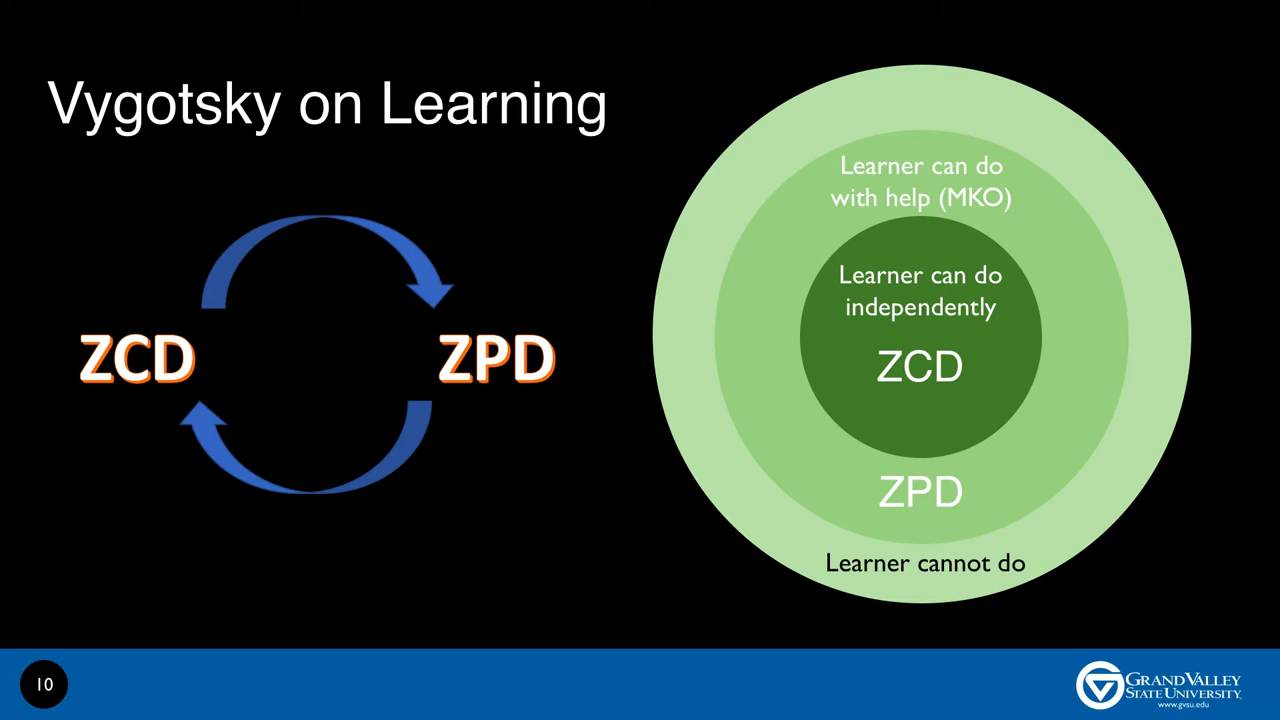 Vygotsky on Learning
ZCD
ZPD
Learner can do
with help (MKO)
Learner can do
independently
ZCD
ZPD
Learner cannot do
10
GRAND VALLEY
STATE UNIVERSITY.
www.gvsu.edu